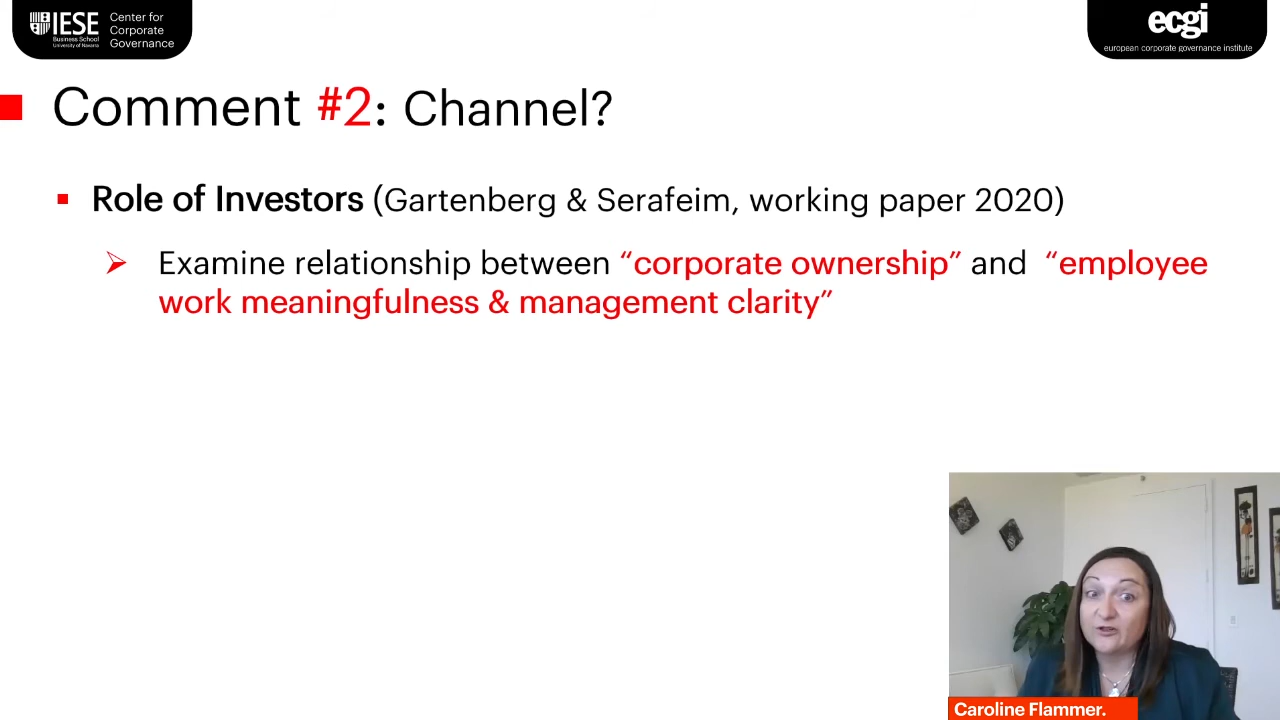 IESE
Business School
University of Navarra
Center for
Corporate
Governance
ecgi
european corporate governance institute
Comment #2: Channel?
Role of Investors (Gartenberg & Serafeim, working paper 2020)
Examine relationship between “corporate ownership” and “employee
work meaningfulness & management clarity”
Caroline Flammer.